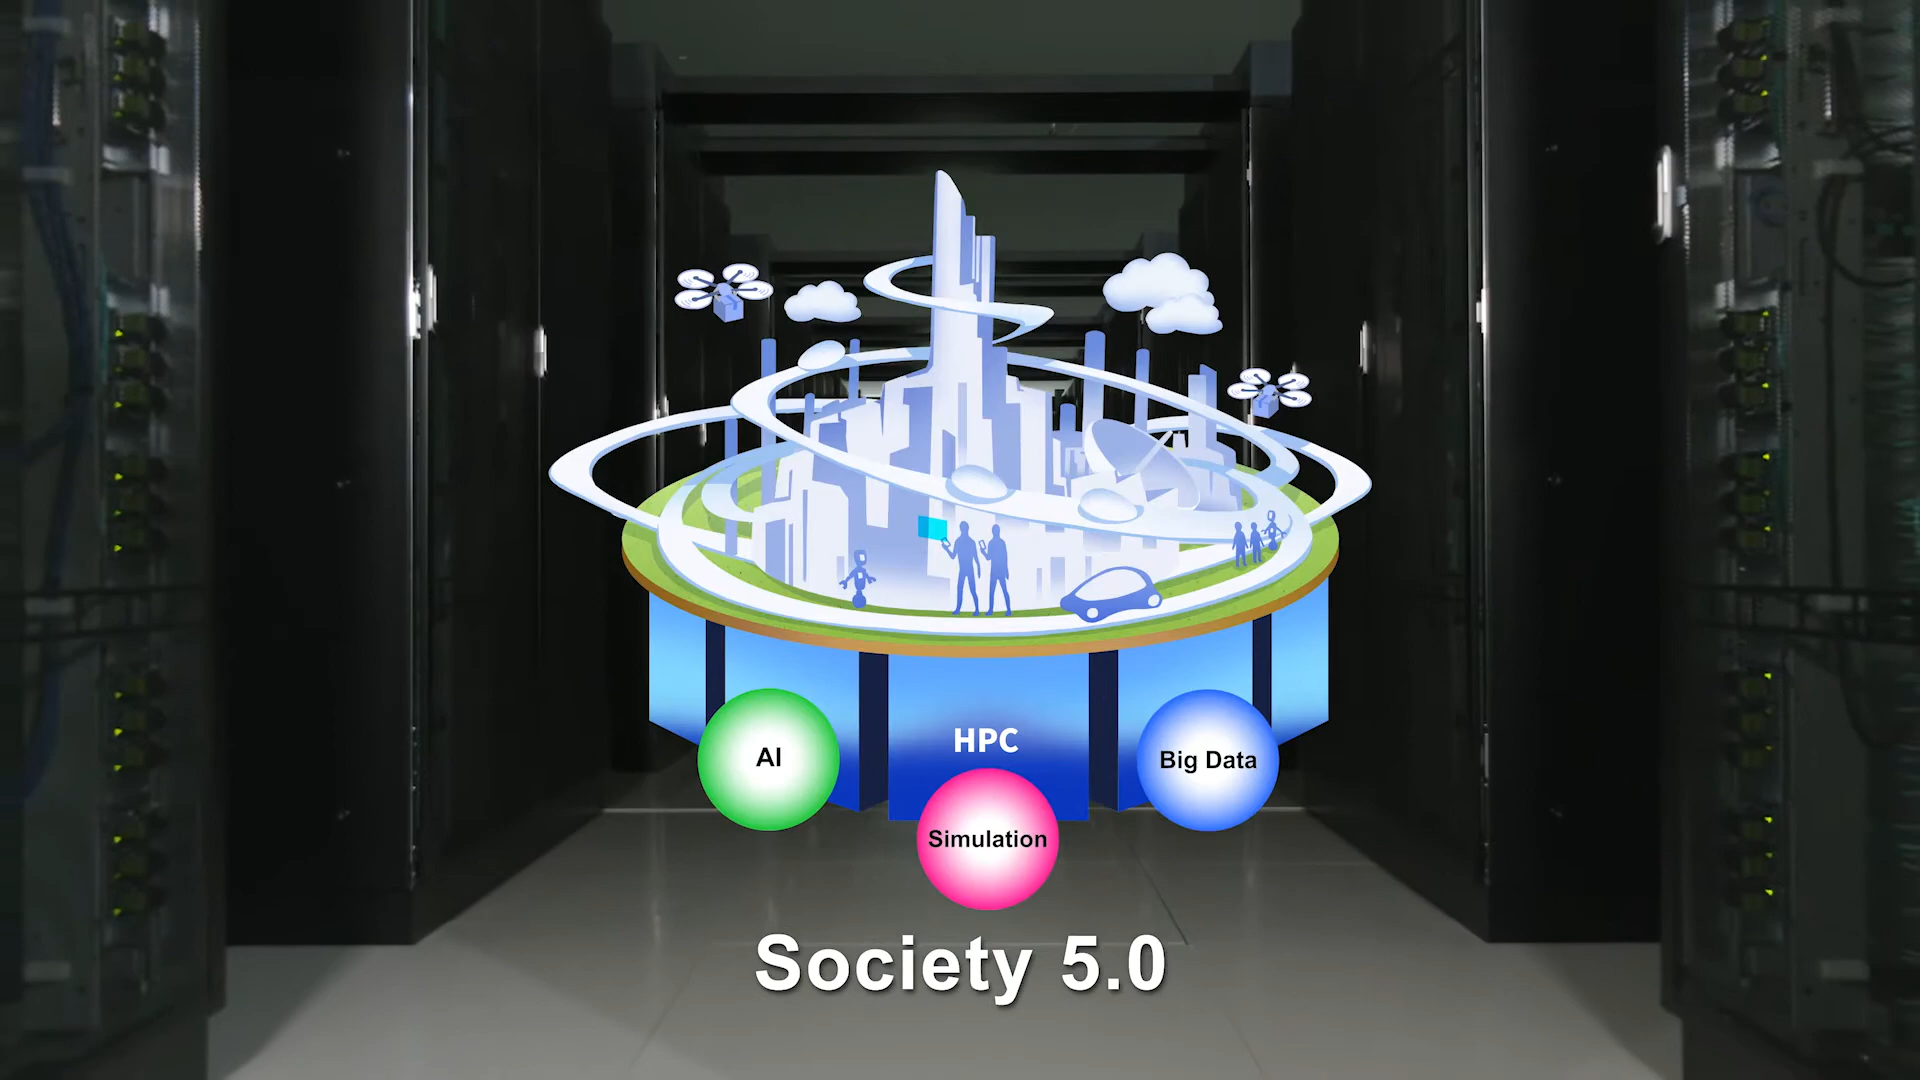 HPC
AI
Big Data
Simulation
Society 5.0